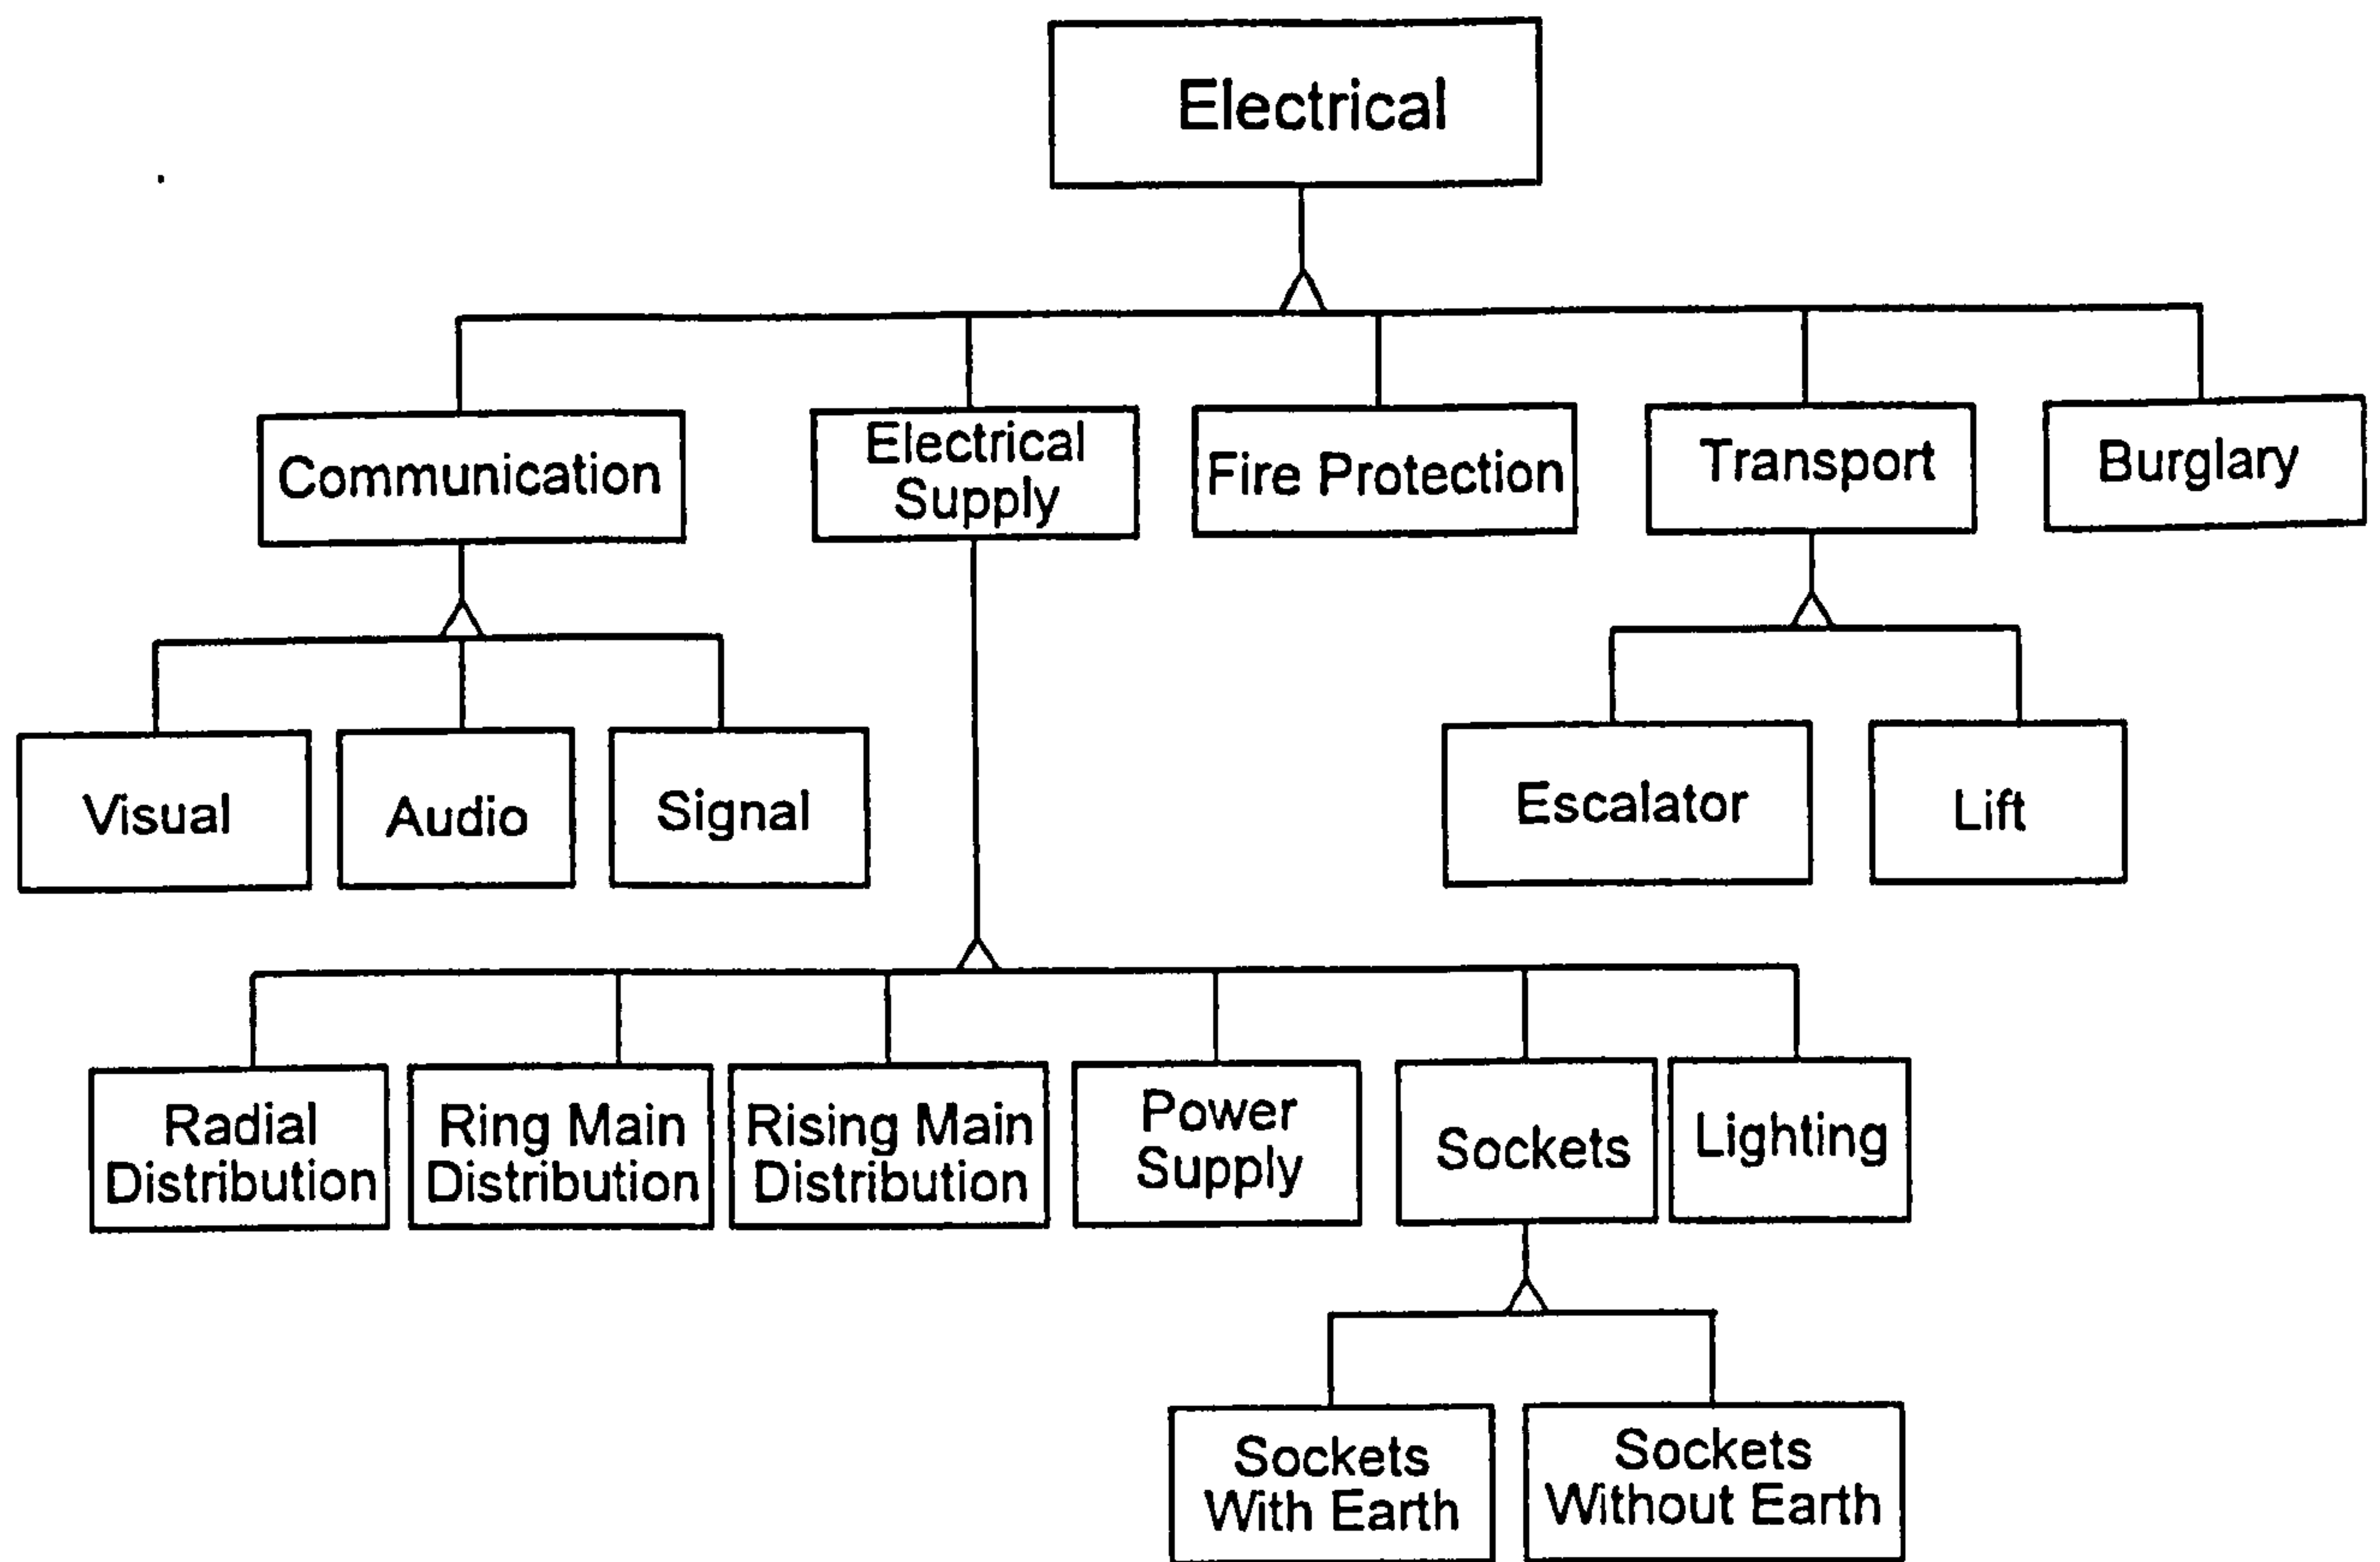 Electrical
Communication
Electrical
Supply
Fire Protection
Transport
Burglary
Visual
Audio
Signal
Escalator
Lift
Radial
Distribution
Ring Main
Distribution
Rising Main
Distribution
Power
Supply
Sockets
Lighting
Sockets
With Earth
Sockets
Without Earth